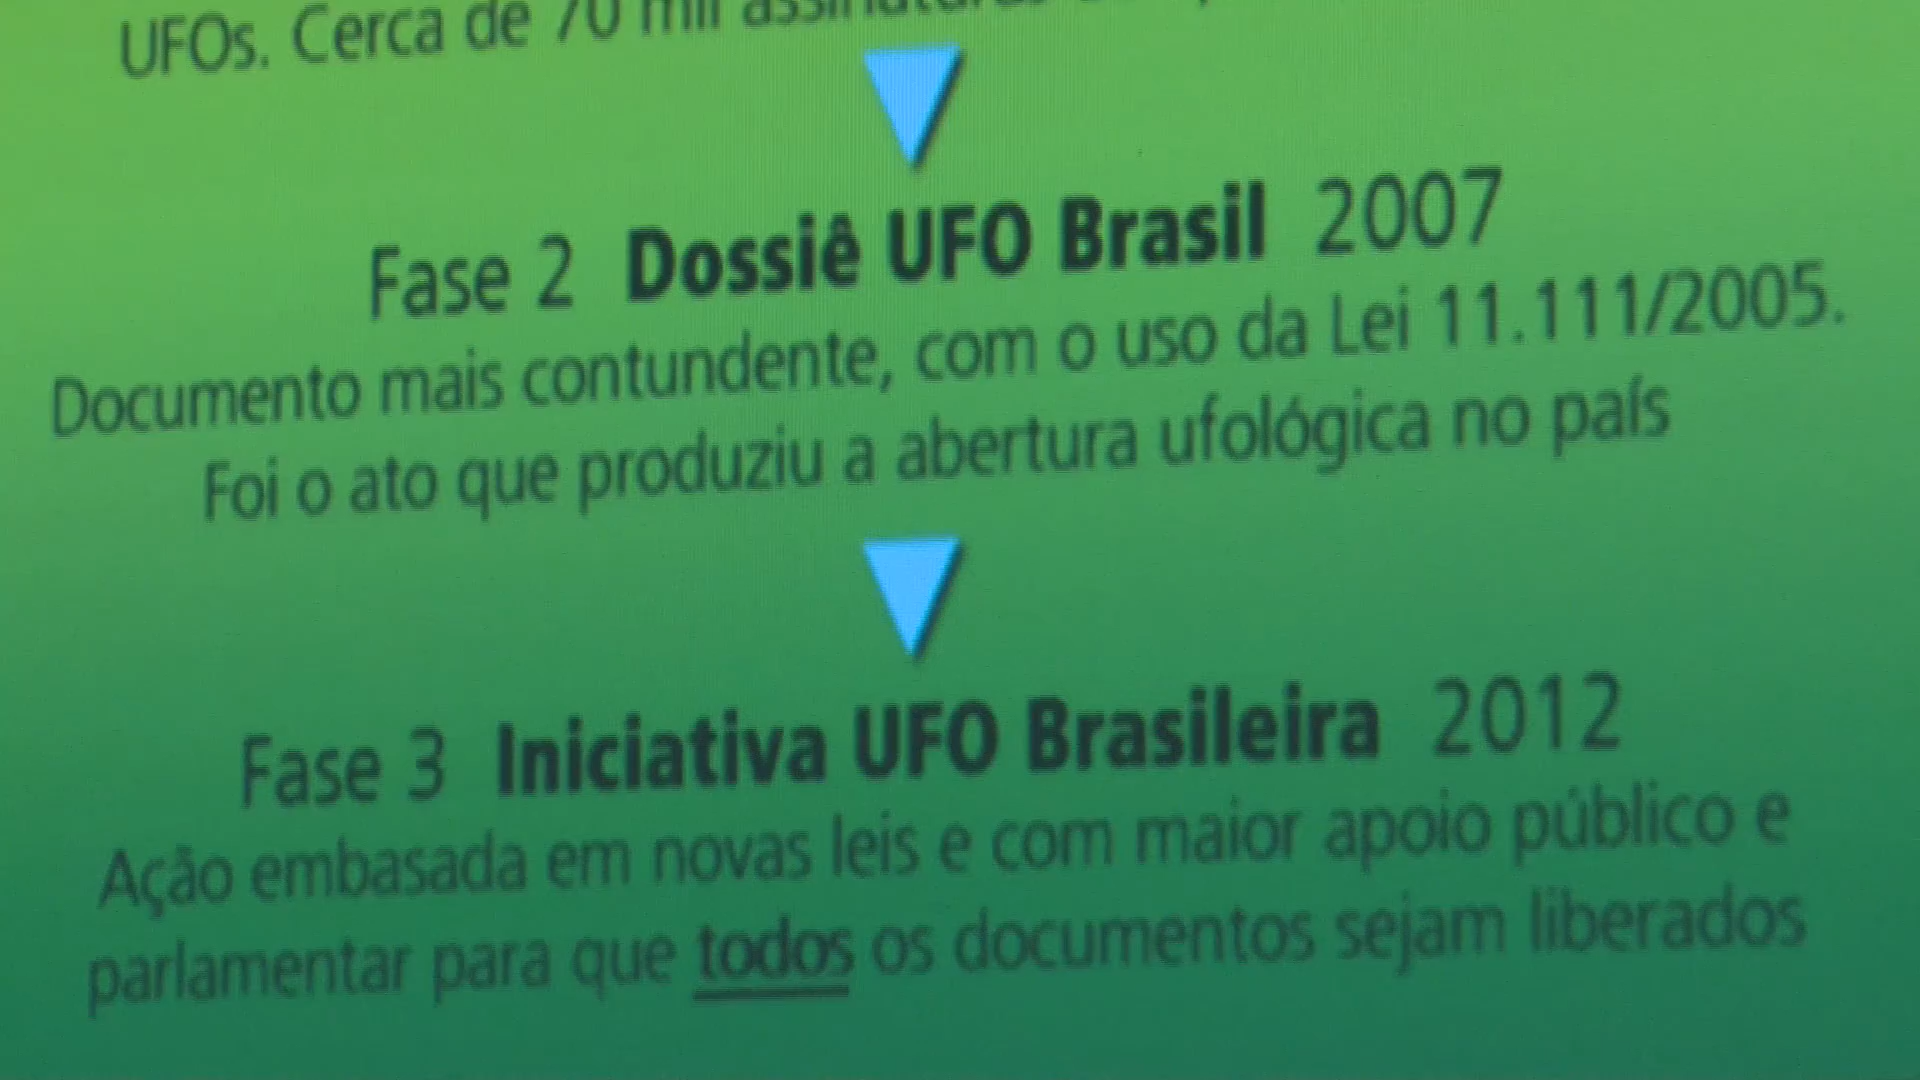 UFOs. Cerca de 70 mil assinaturas
Fase 2 Dossiê UFO Brasil 2007
Documento mais contundente, com o uso da Lei 11.111/2005.
Foi o ato que produziu a abertura ufológica no país
Fase 3 Iniciativa UFO Brasileira 2012
Ação embasada em novas leis e com maior apoio público e
parlamentar para que todos os documentos sejam liberados